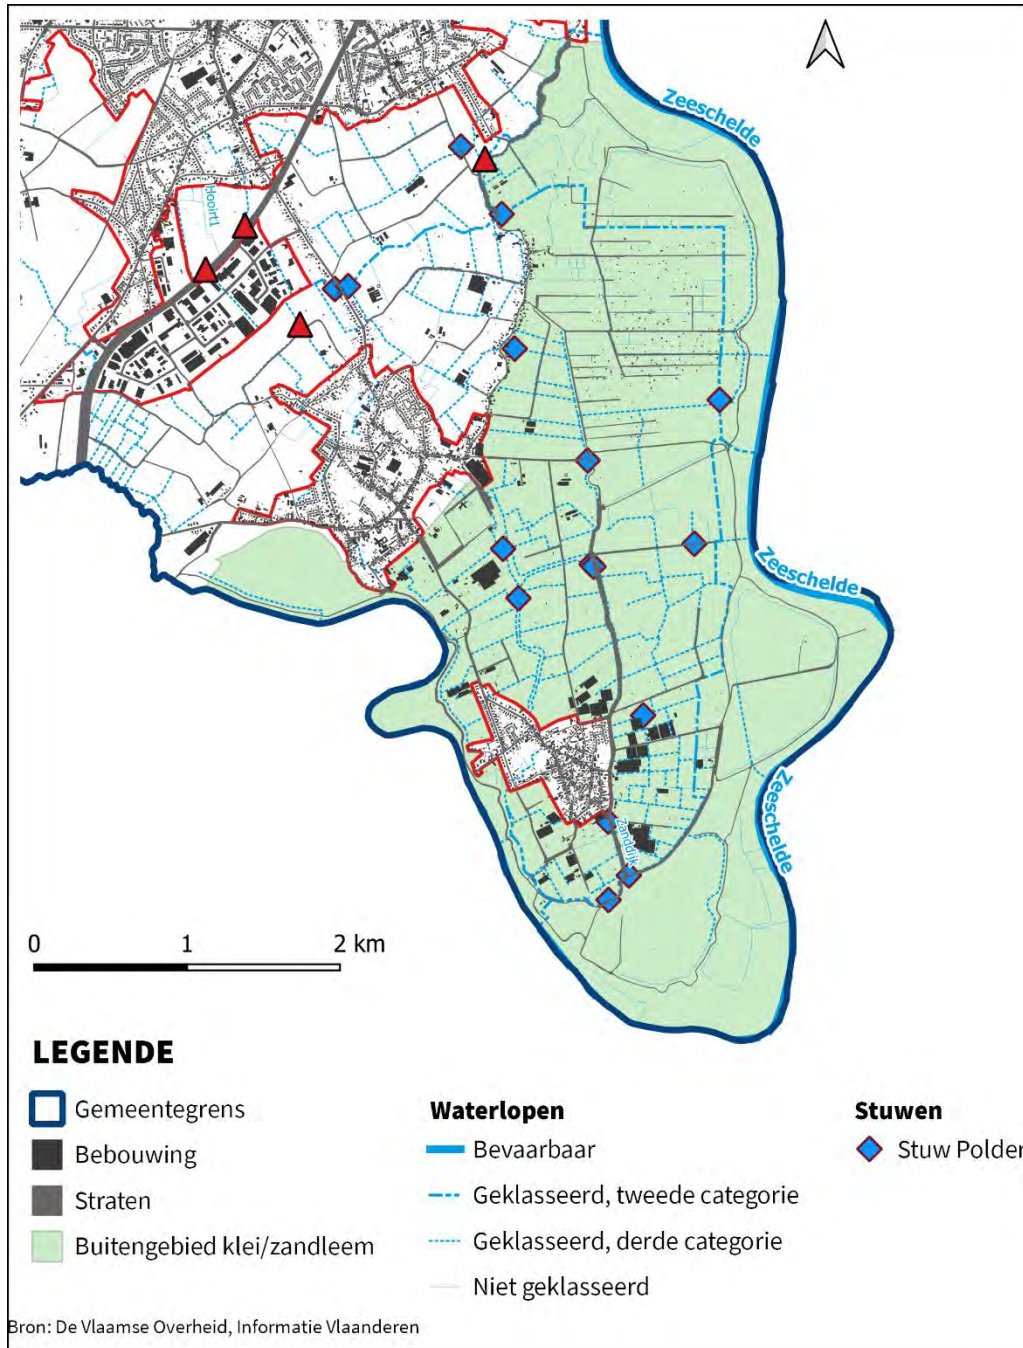 Zeeschelde
Hooirt1
Zeeschelde
Zeeschelde
Zanddijk
0 1 2 km
LEGENDE
Gemeentegrens
Bebouwing
Straten
Buitengebied klei/zandleem
Waterlopen
Bevaarbaar
Geklasseerd, tweede categorie
Geklasseerd, derde categorie
Niet geklasseerd
Stuwen
Stuw Polder
Bron: De Vlaamse Overheid, Informatie Vlaanderen